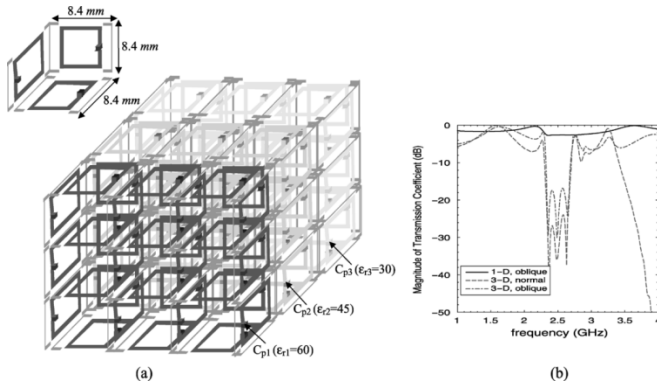 8.4 mm
8.4 mm
8.4 mm
Cp3 (εr3=30)
Cp2 (εr2=45)
Cp1 (εr1=60)
(a)
Magnitude of Transmission Coefficient (dB)
0
−10
−20
−30
−40
−50
1−D, oblique
3−D, normal
3−D, oblique
1 1.5 2 2.5 3 3.5 4
frequency (GHz)
(b)